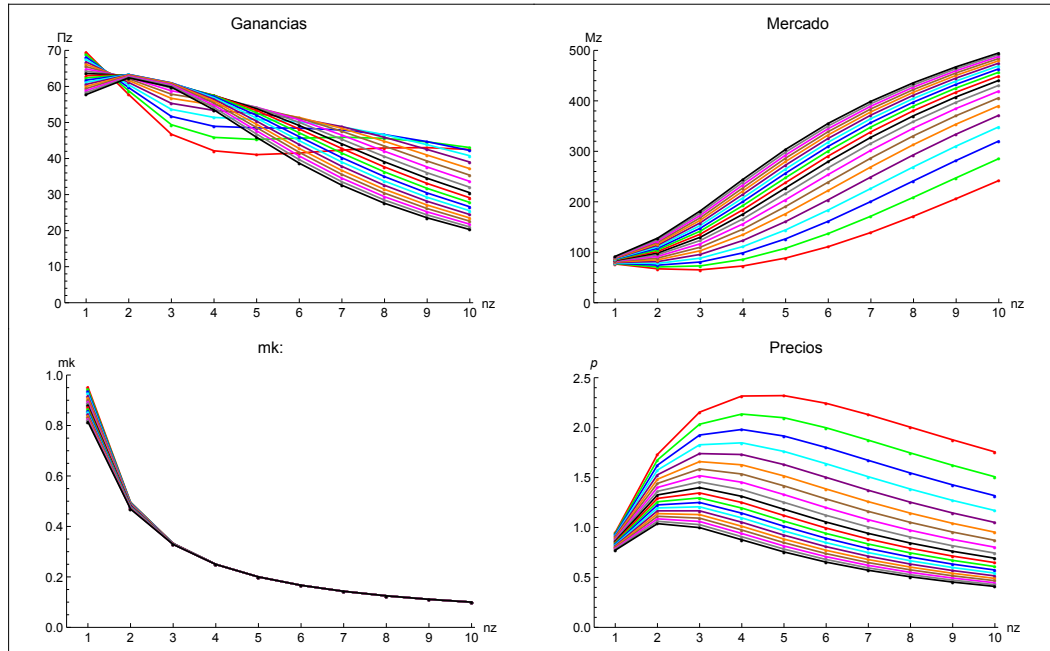 Ganancias
Πz
70
60
50
40
30
20
10
0
1 2 3 4 5 6 7 8 9 10
nz
Mercado
Mz
500
400
300
200
100
0
1 2 3 4 5 6 7 8 9 10
nz
mk:
mk
1.0
0.8
0.6
0.4
0.2
0.0
1 2 3 4 5 6 7 8 9 10
nz
Precios
p
2.5
2.0
1.5
1.0
0.5
0.0
1 2 3 4 5 6 7 8 9 10
nz